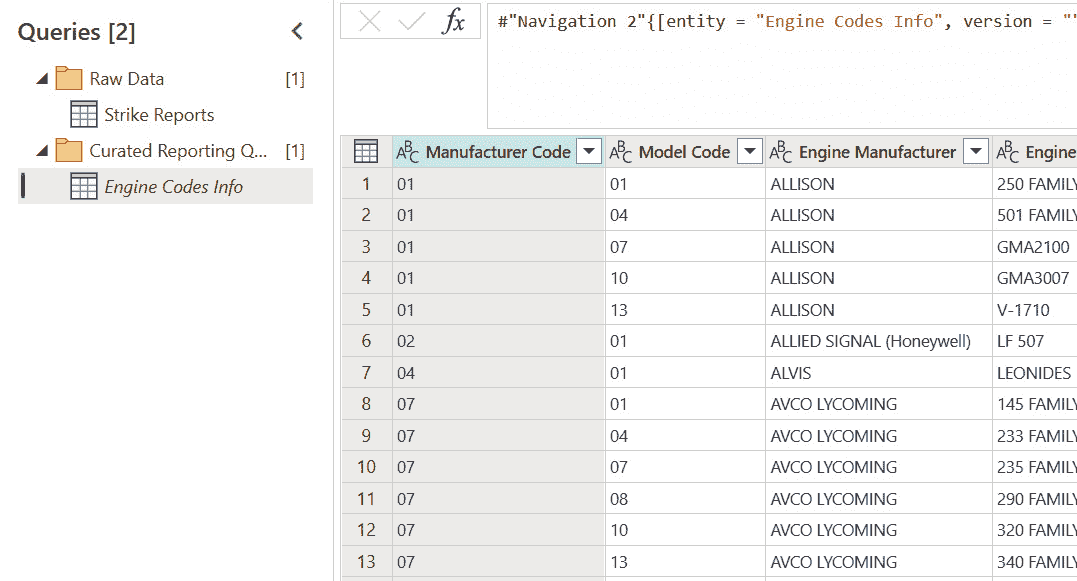 Queries [2]
Raw Data [1]
Strike Reports
Curated Reporting Q... [1]
Engine Codes Info
fx #"Navigation 2"{[entity = "Engine Codes Info", version = ""
ABC Manufacturer Code ABC Model Code ABC Engine Manufacturer ABC Engine
1 01 01 ALLISON 250 FAMILY
2 01 04 ALLISON 501 FAMILY
3 01 07 ALLISON GMA2100
4 01 10 ALLISON GMA3007
5 01 13 ALLISON V-1710
6 02 01 ALLIED SIGNAL (Honeywell) LF 507
7 04 01 ALVIS LEONIDES
8 07 01 AVCO LYCOMING 145 FAMILY
9 07 04 AVCO LYCOMING 233 FAMILY
10 07 07 AVCO LYCOMING 235 FAMILY
11 07 08 AVCO LYCOMING 290 FAMILY
12 07 10 AVCO LYCOMING 320 FAMILY
13 07 13 AVCO LYCOMING 340 FAMILY